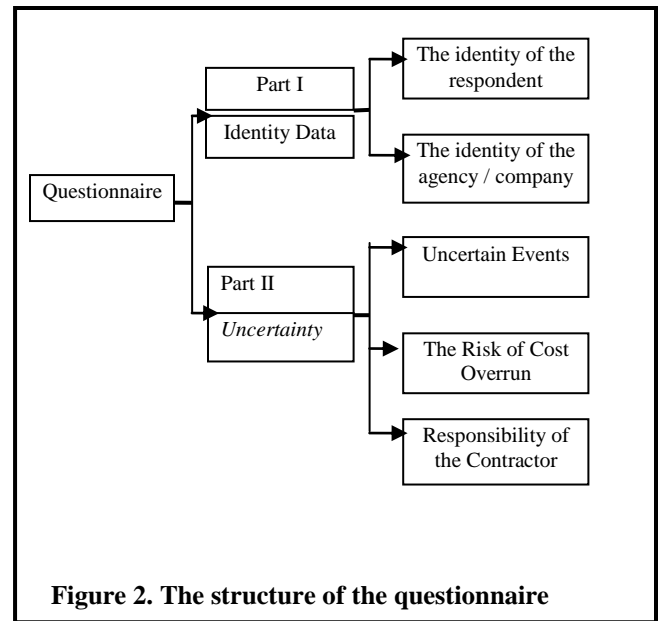 Questionnaire
Part I
Identity Data
The identity of the
respondent
The identity of the
agency / company
Part II
Uncertainty
Uncertain Events
The Risk of Cost
Overrun
Responsibility of
the Contractor
Figure 2. The structure of the questionnaire